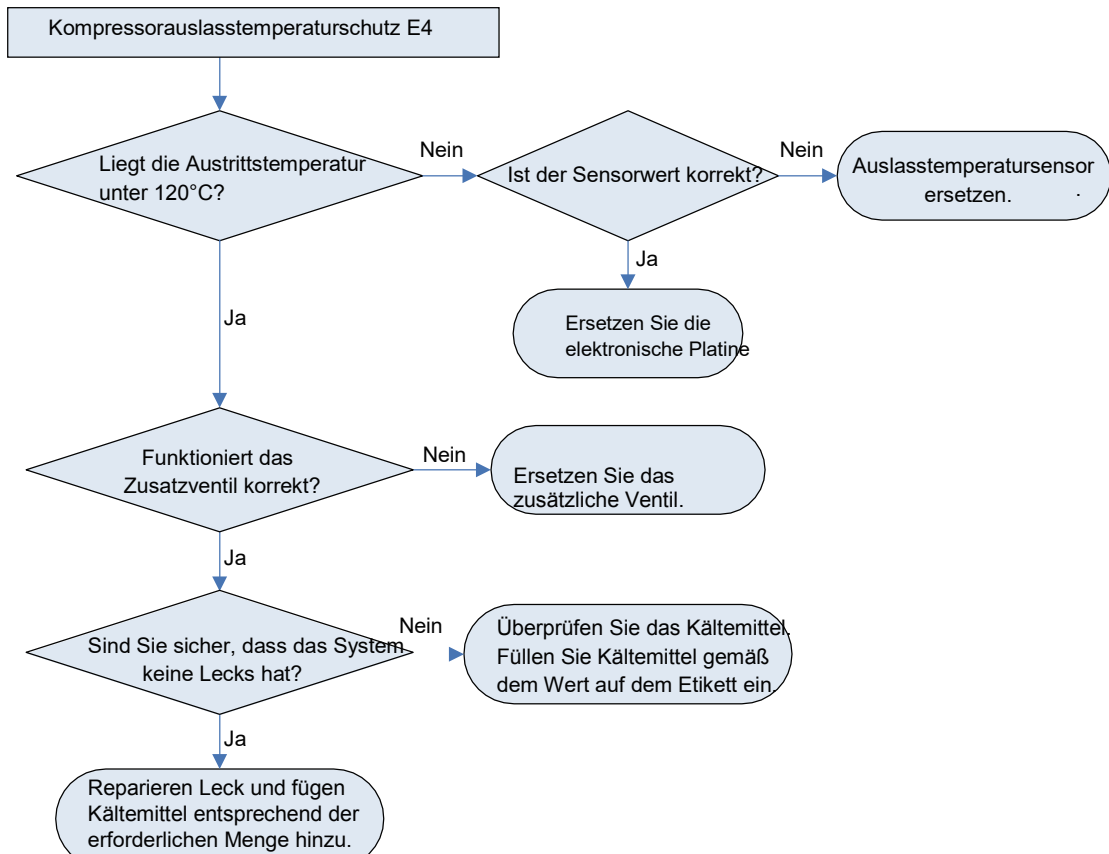 Kompressorauslasstemperaturschutz E4
Liegt die Austrittstemperatur
unter 120°C?
Nein
Ist der Sensorwert korrekt?
Nein
Auslasstemperatursensor
ersetzen. .
Ja
Ersetzen Sie die
elektronische Platine
Ja
Funktioniert das
Zusatzventil korrekt?
Nein
Ersetzen Sie das
zusätzliche Ventil.
Ja
Sind Sie sicher, dass das System
keine Lecks hat?
Nein
Überprüfen Sie das Kältemittel.
Füllen Sie Kältemittel gemäß
dem Wert auf dem Etikett ein.
Ja
Reparieren Leck und fügen
Kältemittel entsprechend der
erforderlichen Menge hinzu.